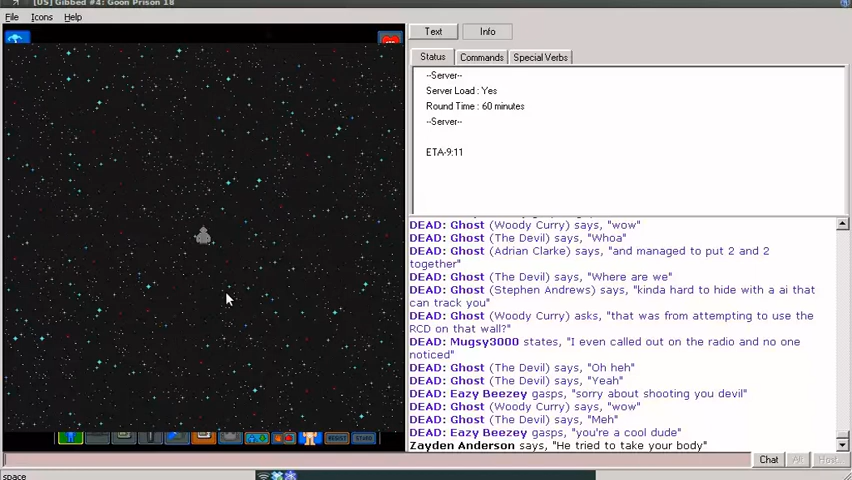 [US] Gibbed #4: Goon Prison 18
File Icons Help
Text Info
Status Commands Special Verbs
--Server--
Server Load : Yes
Round Time : 60 minutes
--Server--
ETA-9:11
DEAD: Ghost (Woody Curry) says, "wow"
DEAD: Ghost (The Devil) says, "Whoa"
DEAD: Ghost (Adrian Clarke) says, "and managed to put 2 and 2
together"
DEAD: Ghost (The Devil) says, "Where are we"
DEAD: Ghost (Stephen Andrews) says, "kinda hard to hide with a ai that
can track you"
DEAD: Ghost (Woody Curry) asks, "that was from attempting to use the
RCD on that wall?"
DEAD: Mugsy3000 states, "I even called out on the radio and no one
noticed"
DEAD: Ghost (The Devil) says, "Oh heh"
DEAD: Ghost (The Devil) says, "Yeah"
DEAD: Eazy Beezey gasps, "sorry about shooting you devil"
DEAD: Ghost (Woody Curry) says, "wow"
DEAD: Ghost (The Devil) says, "Meh"
DEAD: Eazy Beezey gasps, "you're a cool dude"
Zayden Anderson says, "He tried to take your body"
RESIST
Chat Alt Host...
space